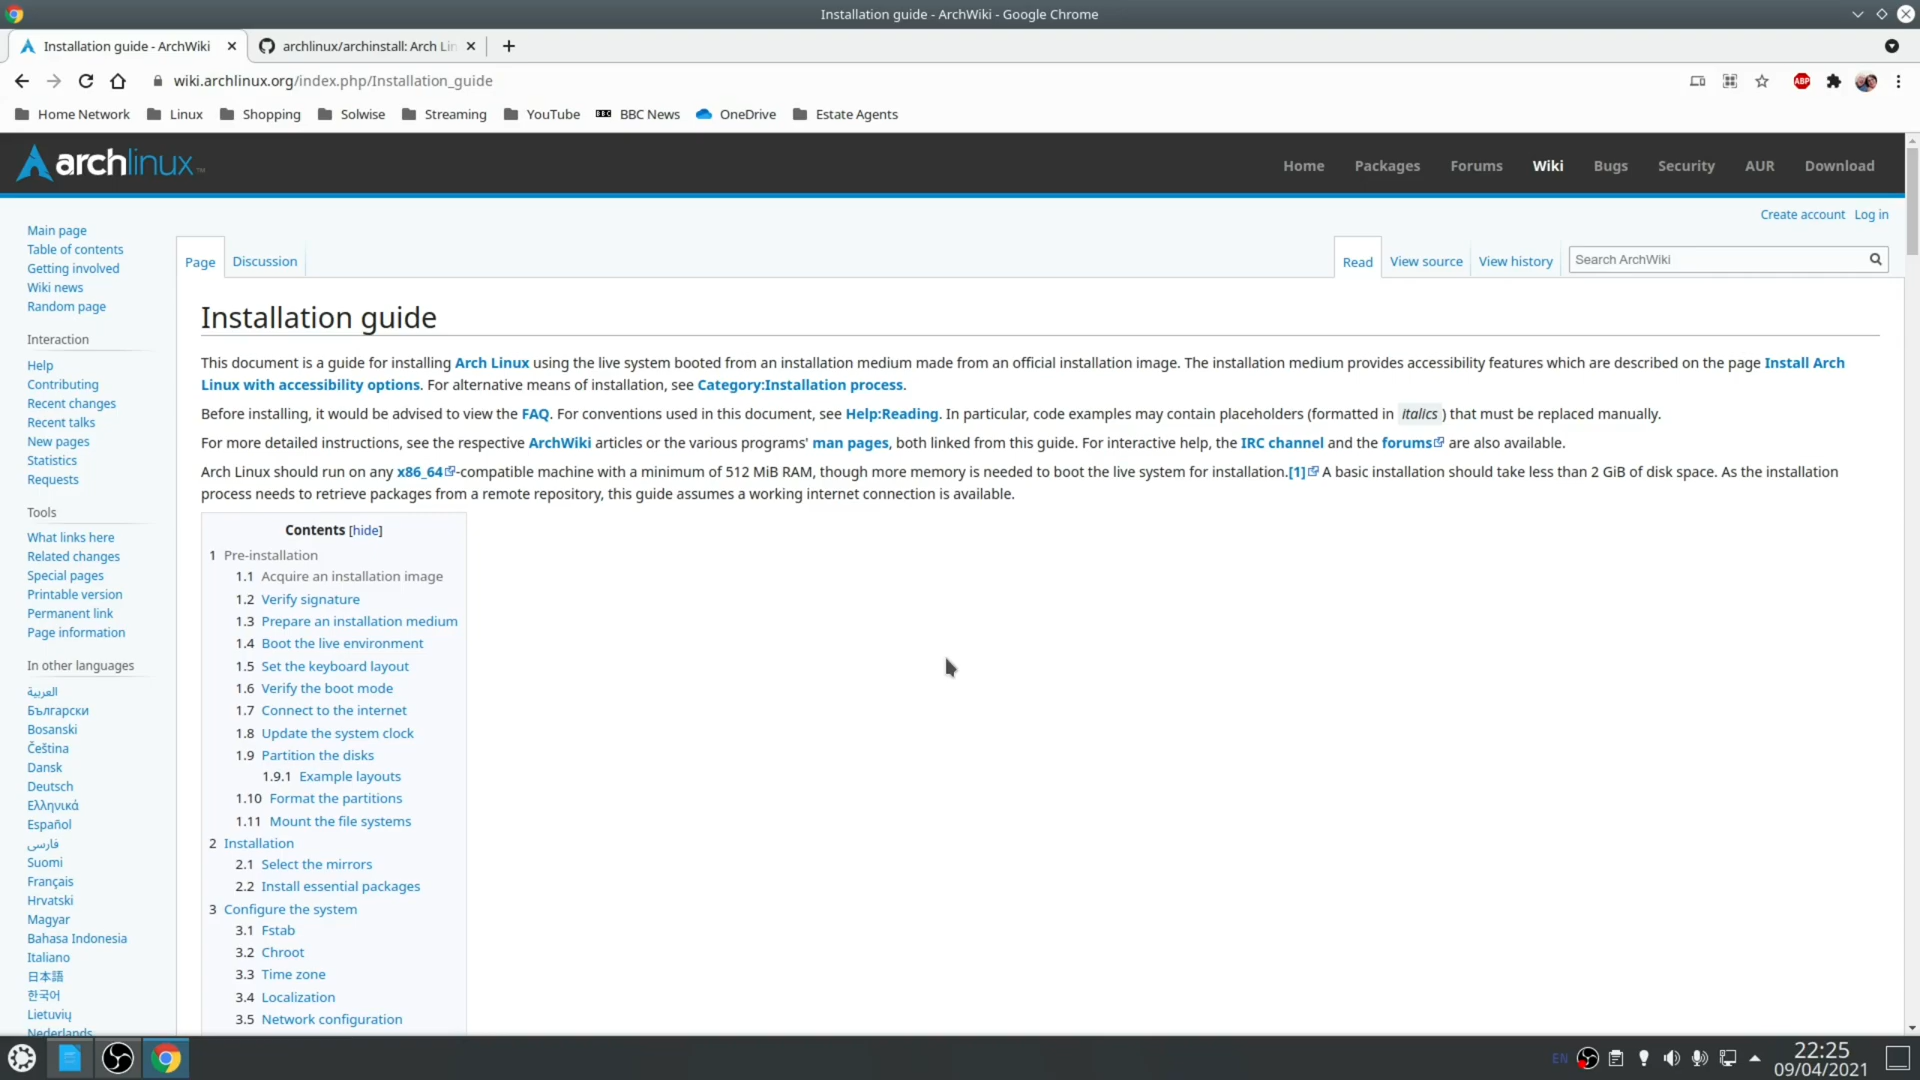 Installation guide - ArchWiki - Google Chrome
Installation guide - ArchWiki
archlinux/archinstall: Arch Lin
wiki.archlinux.org/index.php/Installation_guide
ABP
Home Network
Linux
Shopping
Solwise
Streaming
YouTube
BBC
BBC News
OneDrive
Estate Agents
archlinux™
Home
Packages
Forums
Wiki
Bugs
Security
AUR
Download
Create account
Log in
Main page
Table of contents
Getting involved
Wiki news
Random page
Interaction
Help
Contributing
Recent changes
Recent talks
New pages
Statistics
Requests
Tools
What links here
Related changes
Special pages
Printable version
Permanent link
Page information
In other languages
العربية
Български
Bosanski
Čeština
Dansk
Deutsch
Ελληνικά
Español
فارسی
Suomi
Français
Hrvatski
Magyar
Bahasa Indonesia
Italiano
日本語
한국어
Lietuvių
Nederlands
Page
Discussion
Read
View source
View history
Search ArchWiki
Installation guide
This document is a guide for installing Arch Linux using the live system booted from an installation medium made from an official installation image. The installation medium provides accessibility features which are described on the page Install Arch
Linux with accessibility options. For alternative means of installation, see Category:Installation process.
Before installing, it would be advised to view the FAQ. For conventions used in this document, see Help:Reading. In particular, code examples may contain placeholders (formatted in italics ) that must be replaced manually.
For more detailed instructions, see the respective ArchWiki articles or the various programs' man pages, both linked from this guide. For interactive help, the IRC channel and the forums are also available.
Arch Linux should run on any x86_64-compatible machine with a minimum of 512 MiB RAM, though more memory is needed to boot the live system for installation.[1] A basic installation should take less than 2 GiB of disk space. As the installation
process needs to retrieve packages from a remote repository, this guide assumes a working internet connection is available.
Contents [hide]
1 Pre-installation
1.1 Acquire an installation image
1.2 Verify signature
1.3 Prepare an installation medium
1.4 Boot the live environment
1.5 Set the keyboard layout
1.6 Verify the boot mode
1.7 Connect to the internet
1.8 Update the system clock
1.9 Partition the disks
1.9.1 Example layouts
1.10 Format the partitions
1.11 Mount the file systems
2 Installation
2.1 Select the mirrors
2.2 Install essential packages
3 Configure the system
3.1 Fstab
3.2 Chroot
3.3 Time zone
3.4 Localization
3.5 Network configuration
EN
22:25
09/04/2021